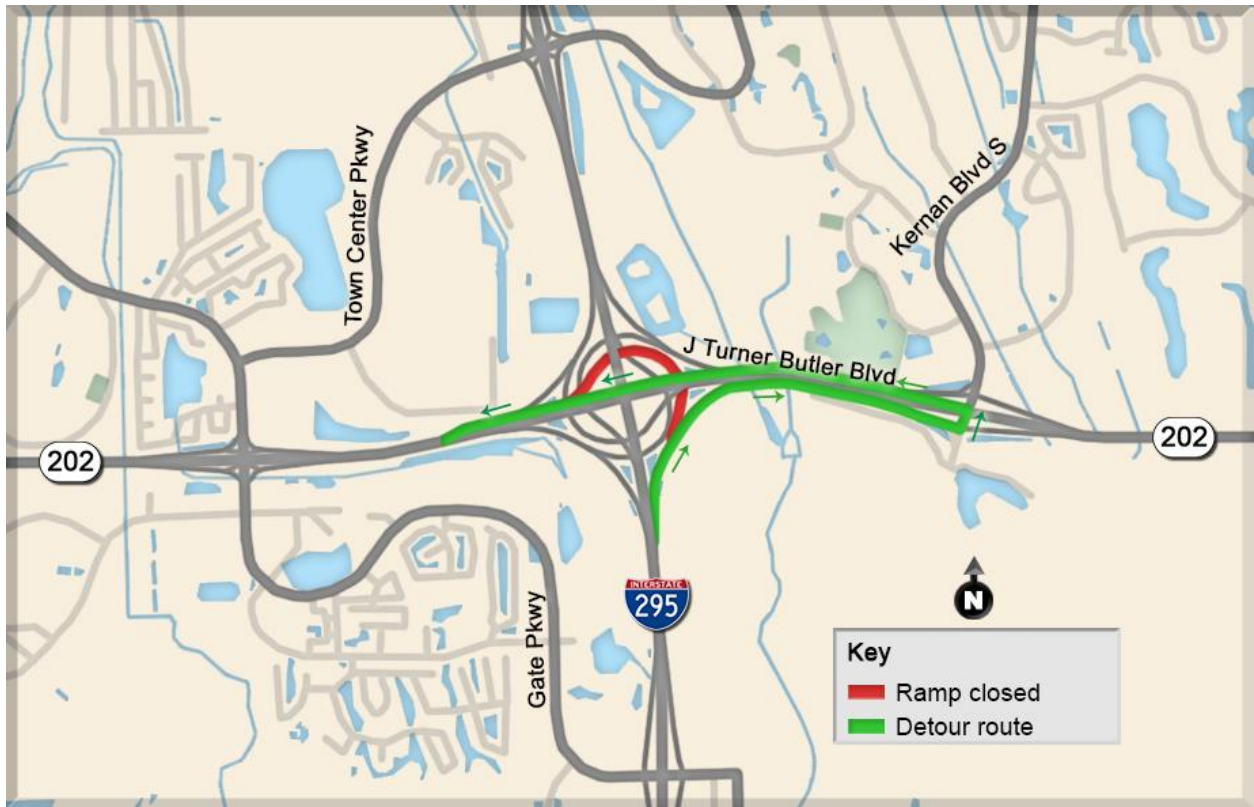 Town Center Pkwy
Kernan Blvd S
J Turner Butler Blvd
202
202
Gate Pkwy
INTERSTATE
295
N
Key
Ramp closed
Detour route